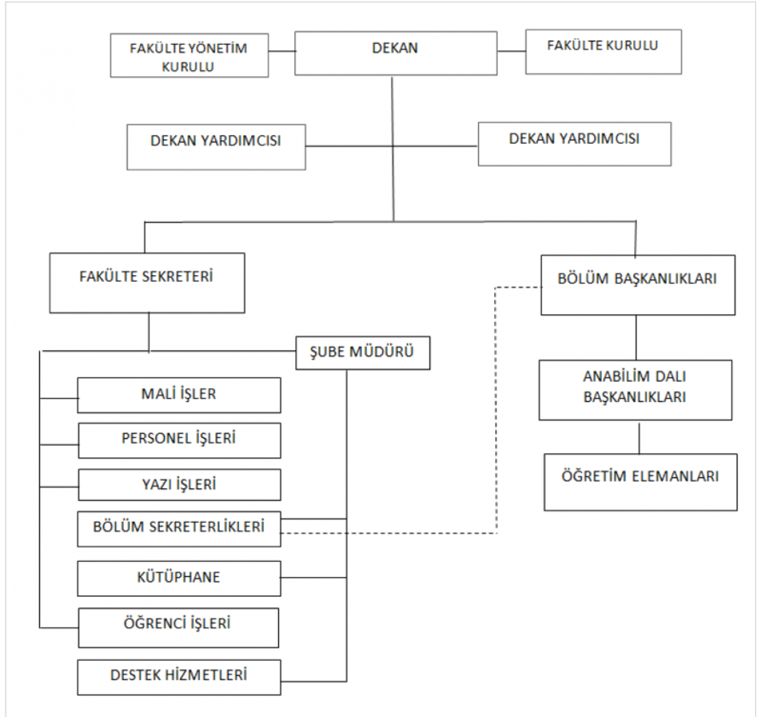 FAKÜLTE YÖNETİM
KURULU
DEKAN
FAKÜLTE KURULU
DEKAN YARDIMCISI
DEKAN YARDIMCISI
FAKÜLTE SEKRETERİ
BÖLÜM BAŞKANLIKLARI
ŞUBE MÜDÜRÜ
ANABİLİM DALI
BAŞKANLIKLARI
MALİ İŞLER
PERSONEL İŞLERİ
YAZI İŞLERİ
ÖĞRETİM ELEMANLARI
BÖLÜM SEKRETERLİKLERİ
KÜTÜPHANE
ÖĞRENCİ İŞLERİ
DESTEK HİZMETLERİ